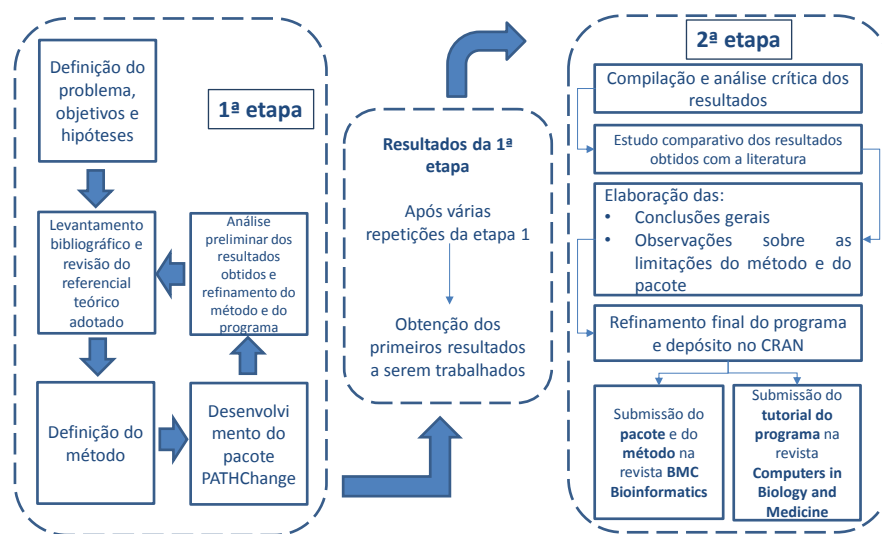 Definição do
problema,
objetivos e
hipóteses
1ª etapa
Levantamento
bibliográfico e
revisão do
referencial
teórico
adotado
Análise
preliminar dos
resultados
obtidos e
refinamento do
método e do
programa
Definição do
método
Desenvolvi
mento do
pacote
PATHChange
Resultados da 1ª
etapa
Após várias
repetições da etapa 1
Obtenção dos
primeiros resultados
a serem trabalhados
2ª etapa
Compilação e análise crítica dos
resultados
Estudo comparativo dos resultados
obtidos com a literatura
Elaboração das:
• Conclusões gerais
• Observações sobre as
limitações do método e do
pacote
Refinamento final do programa
e depósito no CRAN
Submissão do
pacote e do
método na
revista BMC
Bioinformatics
Submissão do
tutorial do
programa na
revista
Computers in
Biology and
Medicine